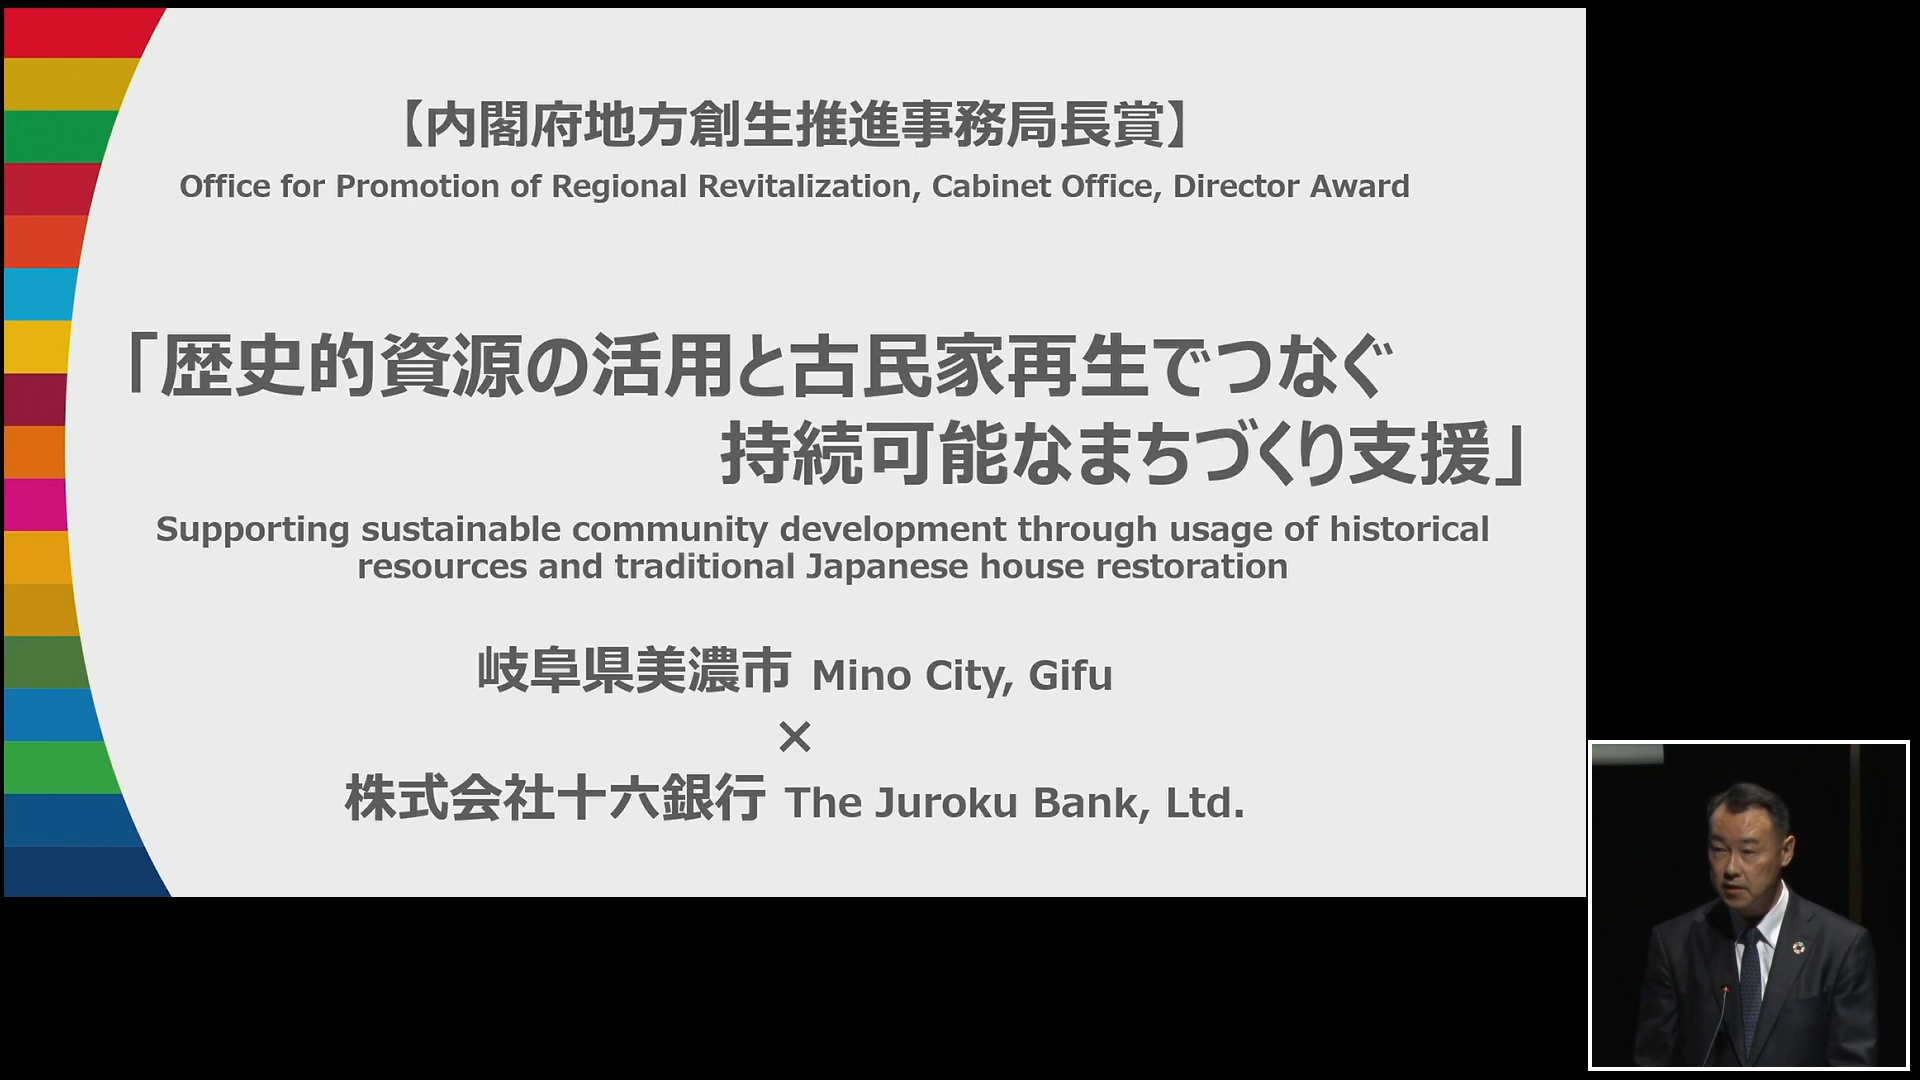 【内閣府地方創生推進事務局長賞】
Office for Promotion of Regional Revitalization, Cabinet Office, Director Award
「歴史的資源の活用と古民家再生でつなぐ
持続可能なまちづくり支援」
Supporting sustainable community development through usage of historical
resources and traditional Japanese house restoration
岐阜県美濃市 Mino City, Gifu
×
株式会社十六銀行 The Juroku Bank, Ltd.